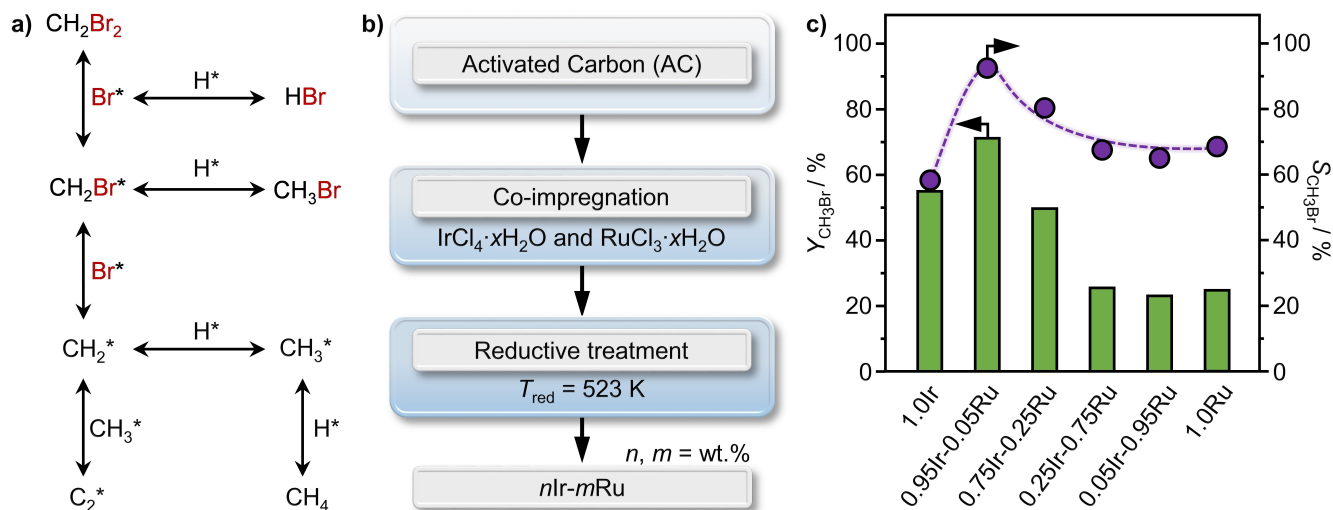 a)
CH₂Br₂
Br* H* HBr
CH₂Br* H* CH₃Br
Br*
CH₂* H* CH₃*
CH₃* H*
C₂* CH₄
b)
Activated Carbon (AC)
Co-impregnation
IrCl₄·xH₂O and RuCl₃·xH₂O
Reductive treatment
T_red = 523 K
n, m = wt.%
nIr-mRu
c)
Y_CH₃Br / %
100
80
60
40
20
0
100
80
60
40
20
0
S_CH₃Br / %
1.0Ir
0.95Ir-0.05Ru
0.75Ir-0.25Ru
0.25Ir-0.75Ru
0.05Ir-0.95Ru
1.0Ru